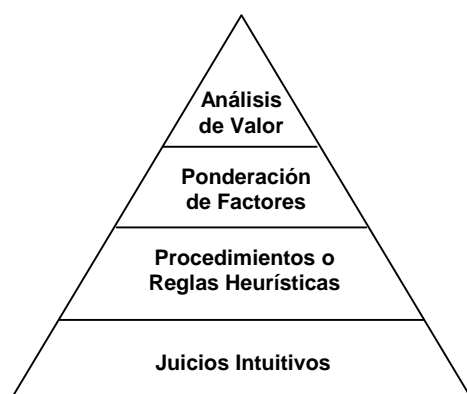 Análisis
de Valor
Ponderación
de Factores
Procedimientos o
Reglas Heurísticas
Juicios Intuitivos